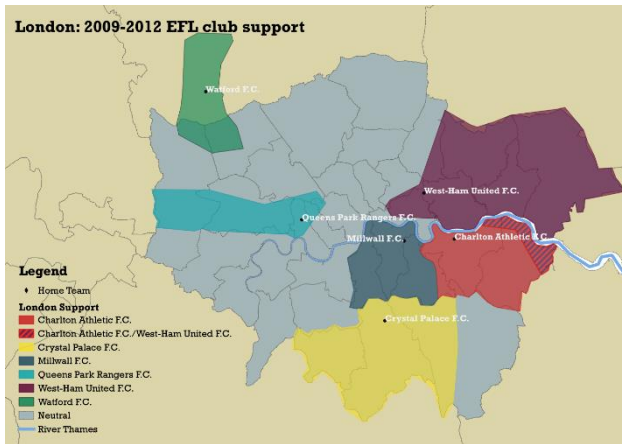 London: 2009-2012 EFL club support
Watford F.C.
West-Ham United F.C.
Queens Park Rangers F.C.
Millwall F.C.
Charlton Athletic F.C.
Crystal Palace F.C.
Legend
Home Team
London Support
Charlton Athletic F.C.
Charlton Athletic F.C./West-Ham United F.C.
Crystal Palace F.C.
Millwall F.C.
Queens Park Rangers F.C.
West-Ham United F.C.
Watford F.C.
Neutral
River Thames